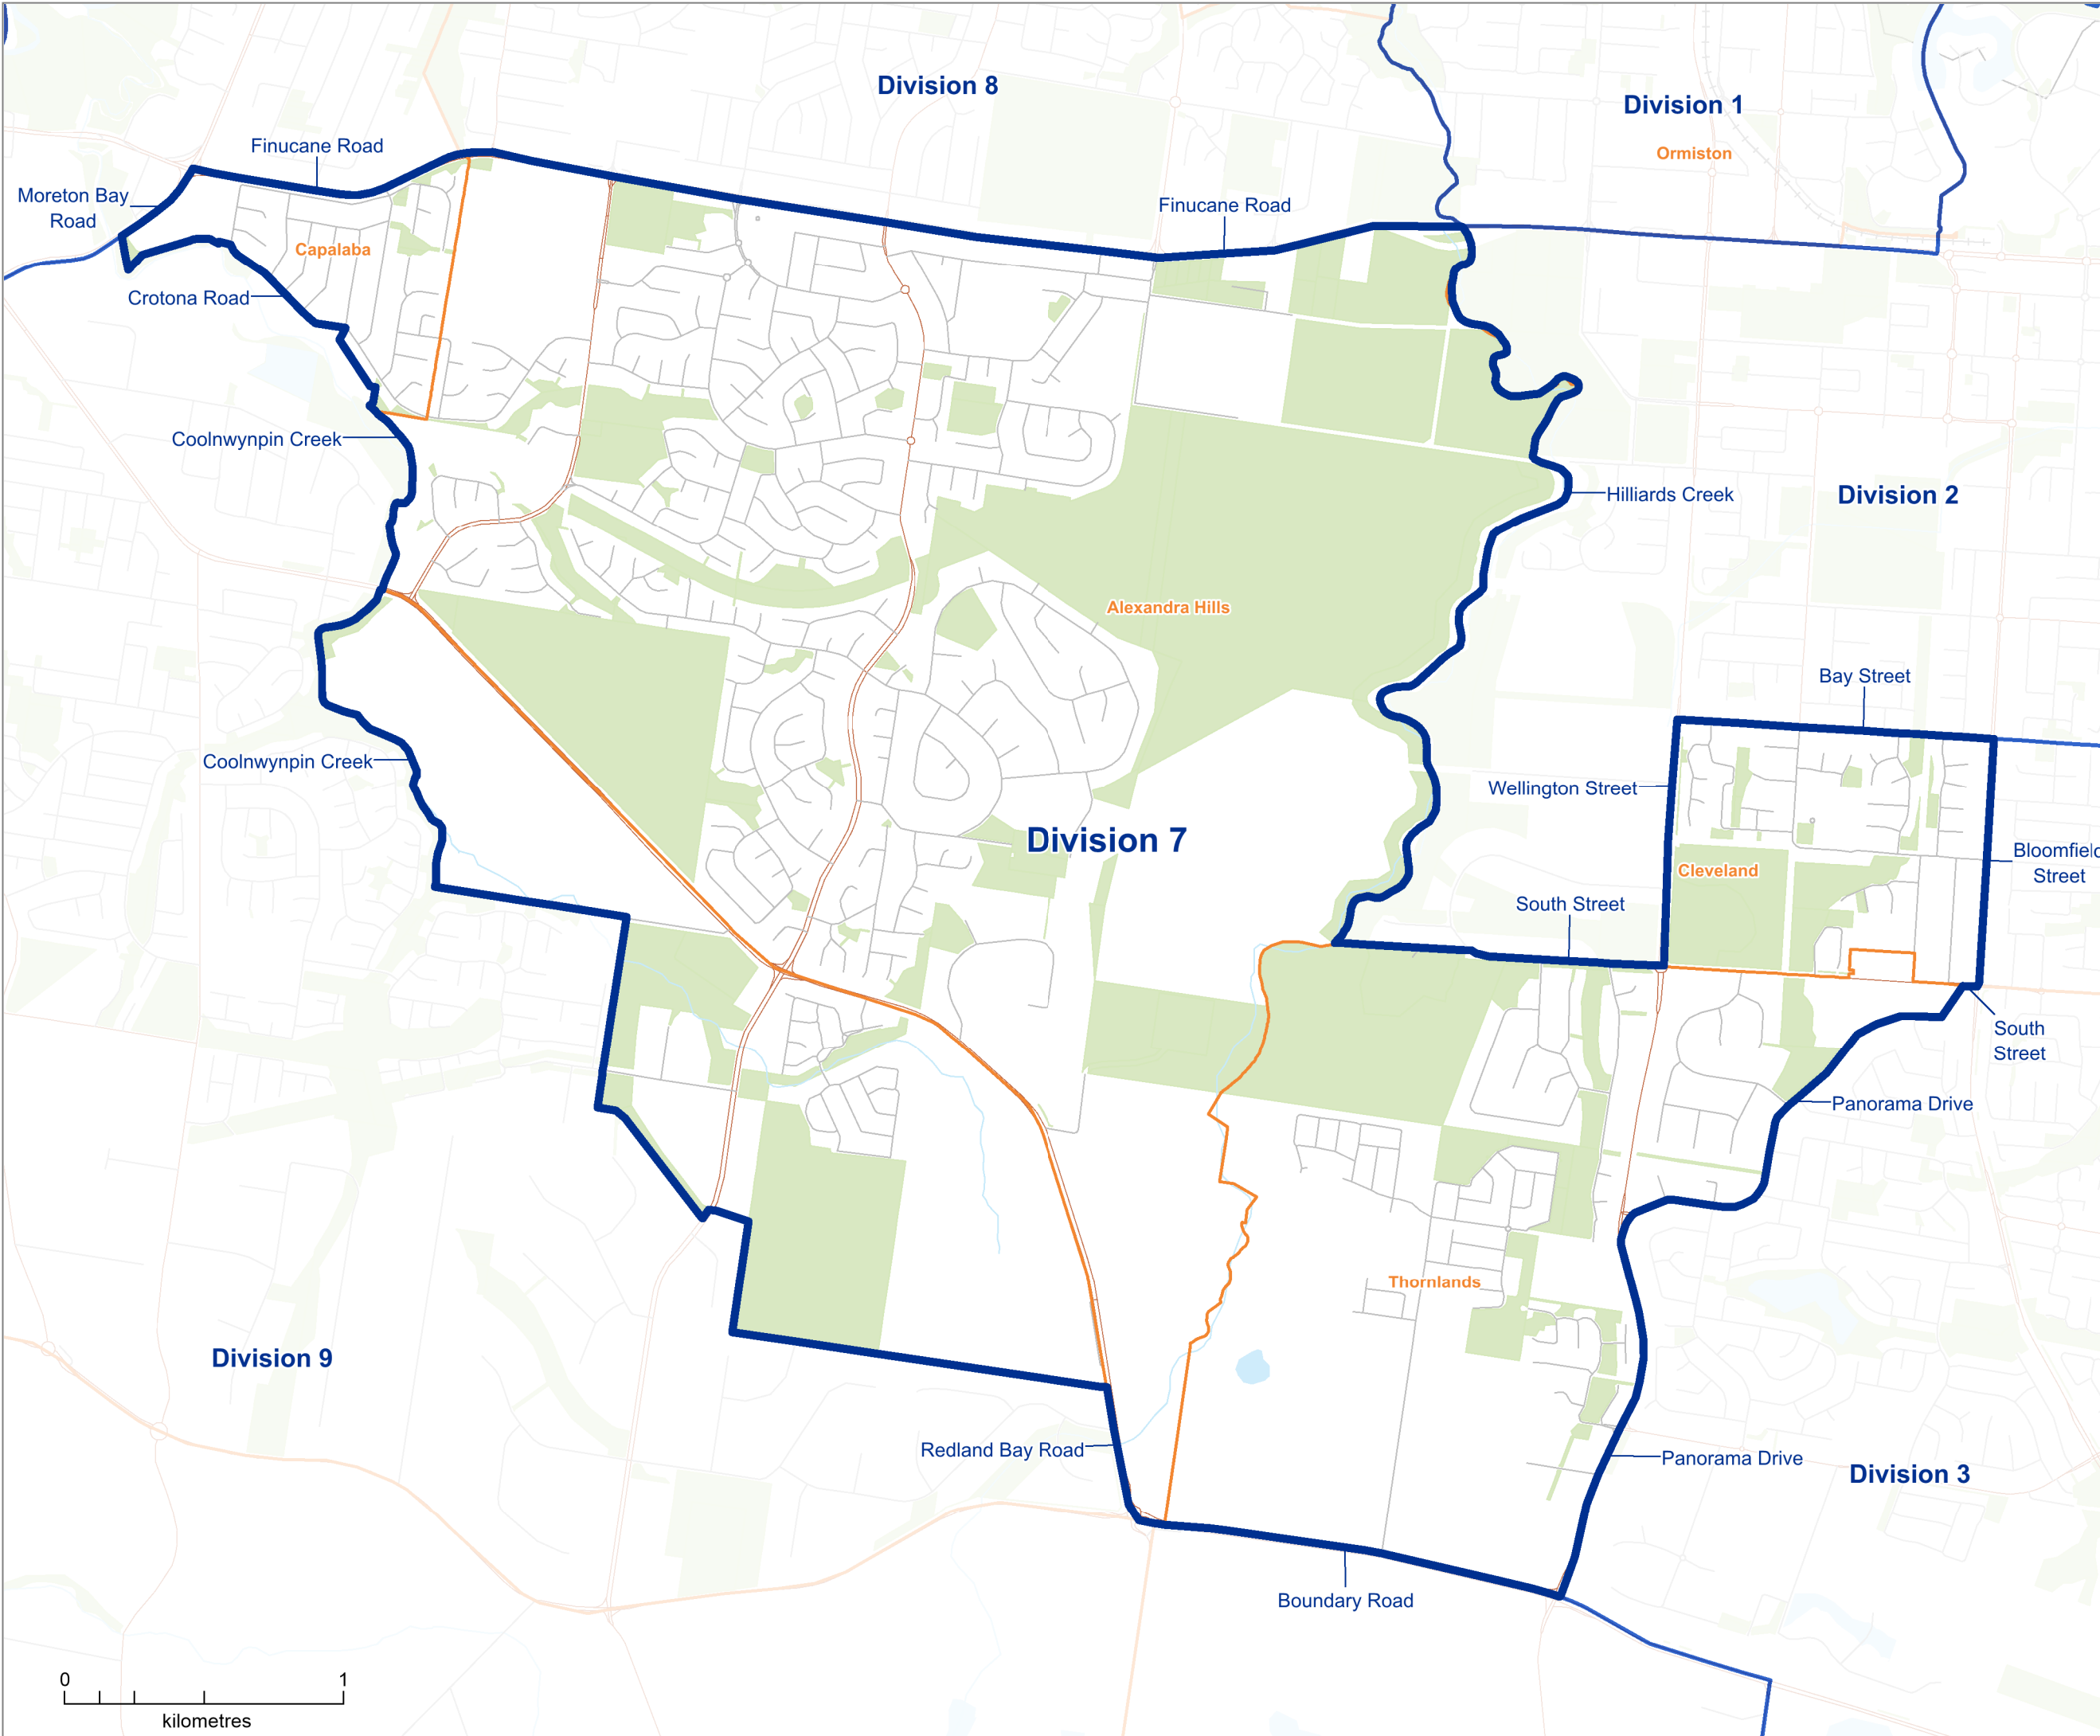 Division 8
Division 1
Ormiston
Finucane Road
Moreton Bay
Road
Finucane Road
Capalaba
Crotona Road
Coolnwynpin Creek
Hilliards Creek
Division 2
Alexandra Hills
Bay Street
Coolnwynpin Creek
Wellington Street
Division 7
Bloomfield
Street
Cleveland
South Street
South
Street
Panorama Drive
Thornlands
Division 9
Redland Bay Road
Panorama Drive
Division 3
Boundary Road
0 1
kilometres